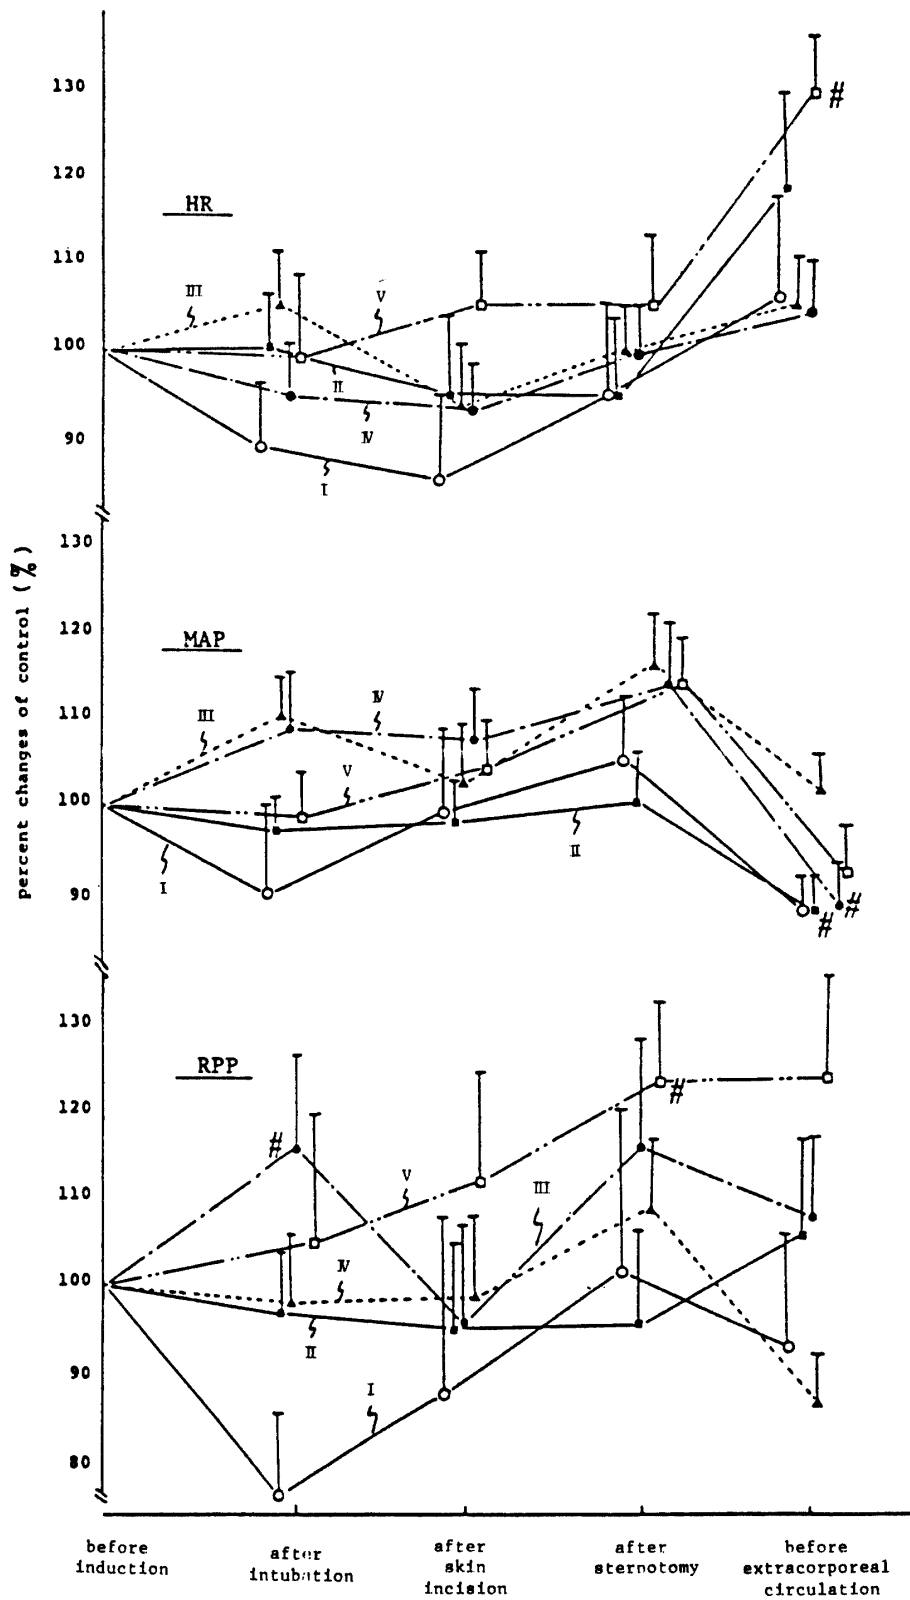 130
#
120
HR
110
III
V
100
II
90
IV
I
percent changes of control (%)
130
120
MAP
110
III
IV
V
100
II
I
90
#
#
130
RPP
120
#
#
V
110
III
IV
100
II
90
I
80
before
induction
after
intubation
after
skin
incision
after
sternotomy
before
extracorporeal
circulation